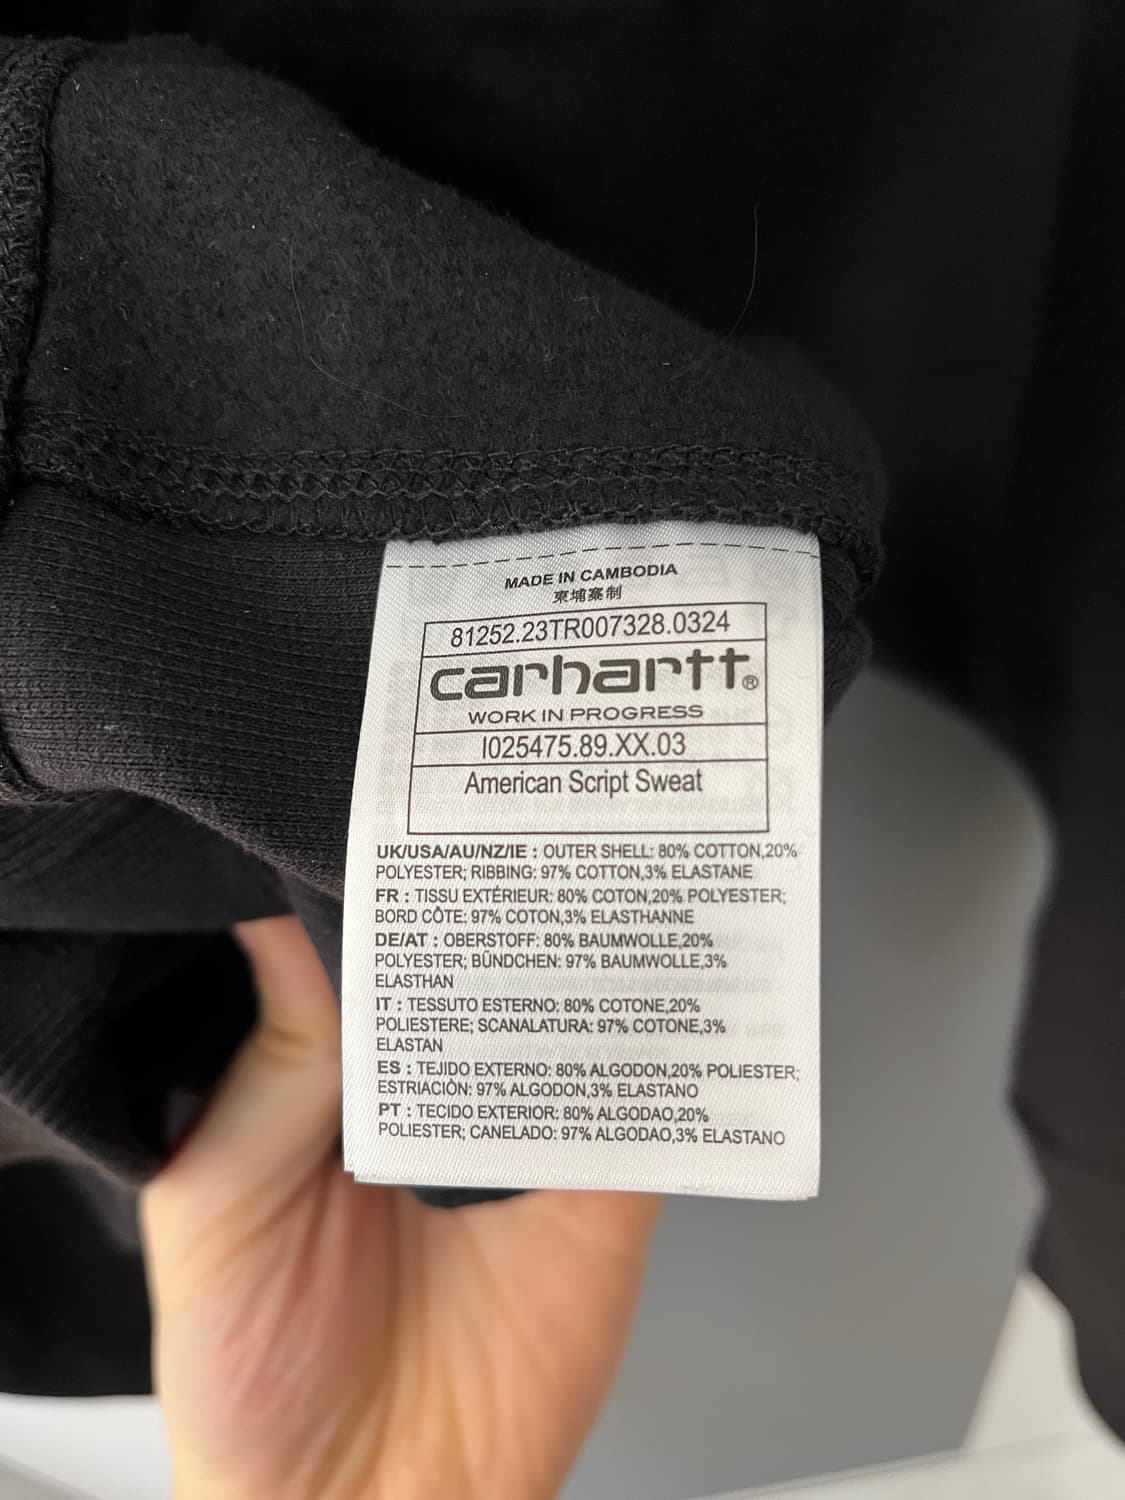 MADE IN CAMBODIA
柬埔寨制
81252.23TR007328.0324
carhartt®
WORK IN PROGRESS
I025475.89.XX.03
American Script Sweat
UK/USA/AU/NZ/IE : OUTER SHELL: 80% COTTON,20%
POLYESTER; RIBBING: 97% COTTON,3% ELASTANE
FR : TISSU EXTÉRIEUR: 80% COTON,20% POLYESTER;
BORD CÔTE: 97% COTON,3% ELASTHANNE
DE/AT : OBERSTOFF: 80% BAUMWOLLE,20%
POLYESTER; BÜNDCHEN: 97% BAUMWOLLE,3%
ELASTHAN
IT : TESSUTO ESTERNO: 80% COTONE,20%
POLIESTERE; SCANALATURA: 97% COTONE,3%
ELASTAN
ES : TEJIDO EXTERNO: 80% ALGODON,20% POLIESTER;
ESTRIACIÒN: 97% ALGODON,3% ELASTANO
PT : TECIDO EXTERIOR: 80% ALGODAO,20%
POLIESTER; CANELADO: 97% ALGODAO,3% ELASTANO